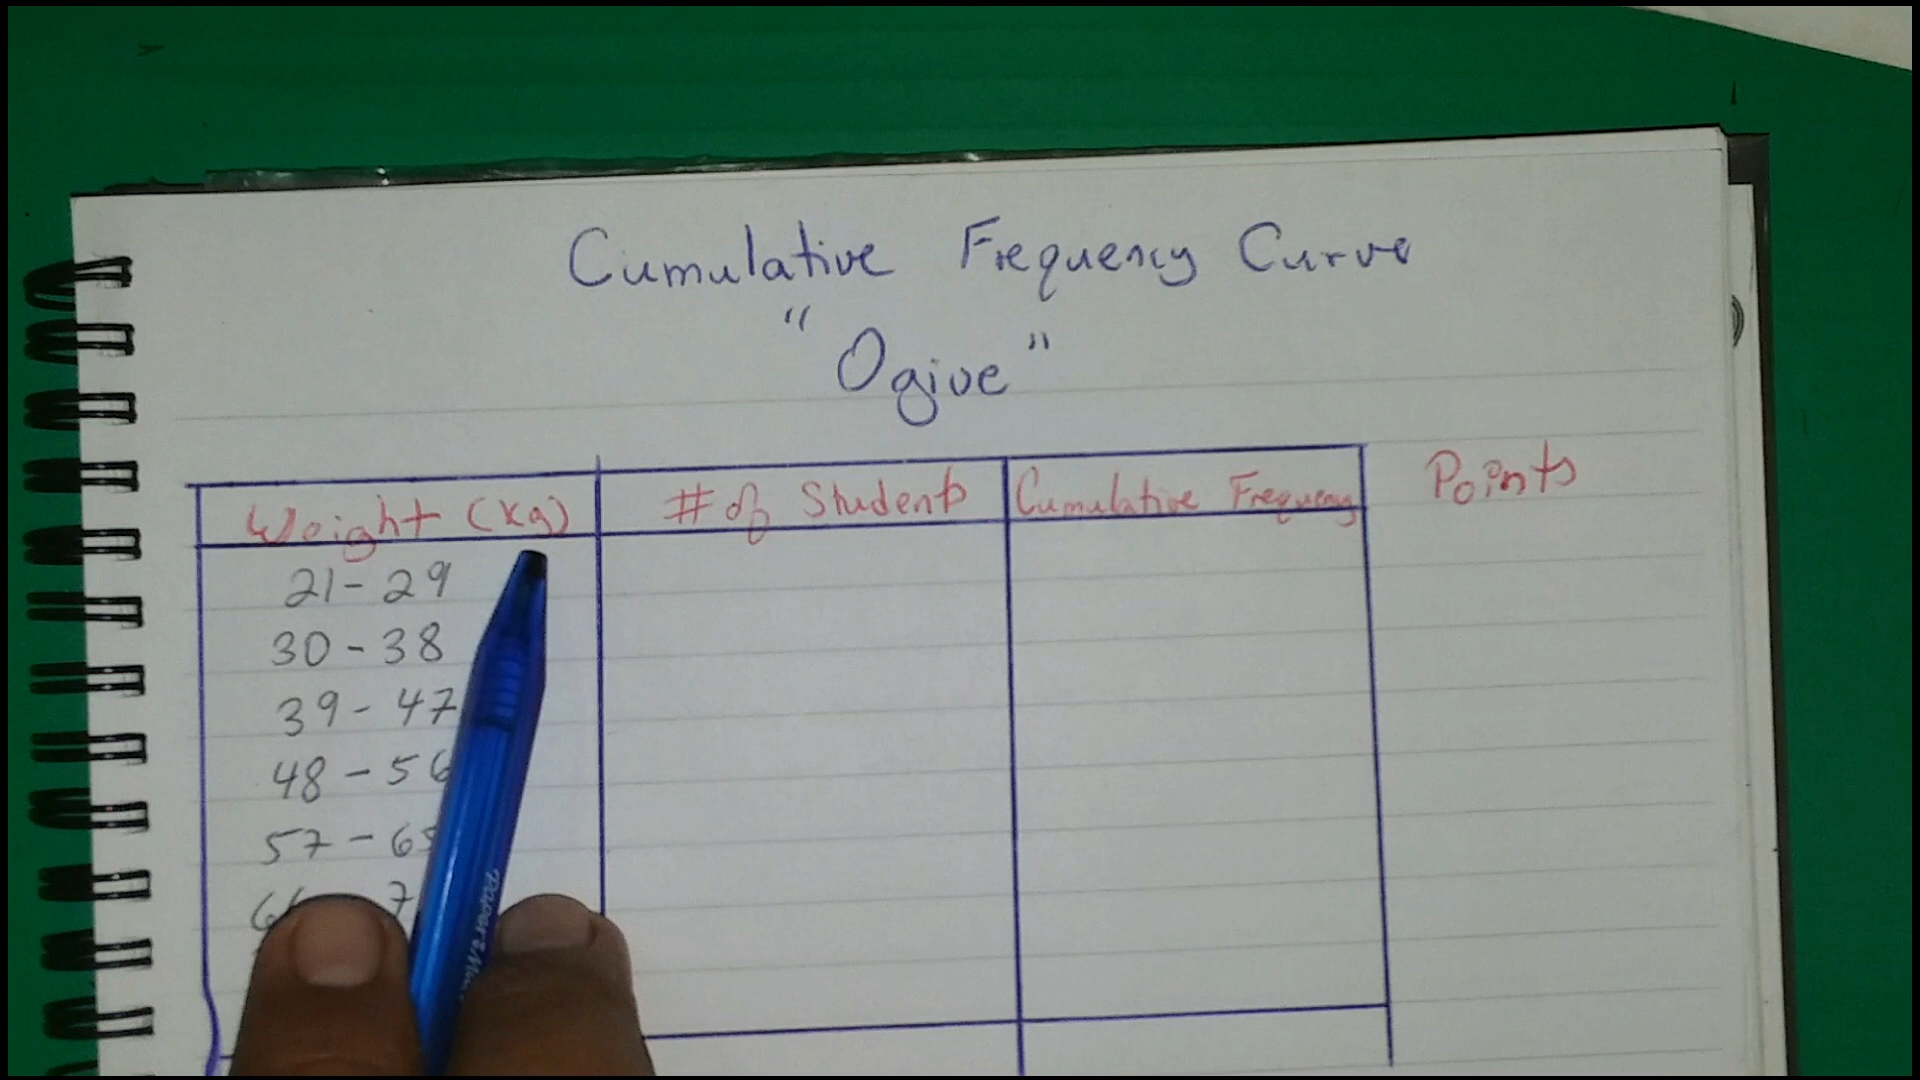 Cumulative Frequency Curve
"Ogive"
Weight (Kg) # of Students Cumulative Frequency Points
21 - 29
30 - 38
39 - 47
48 - 56
57 - 65